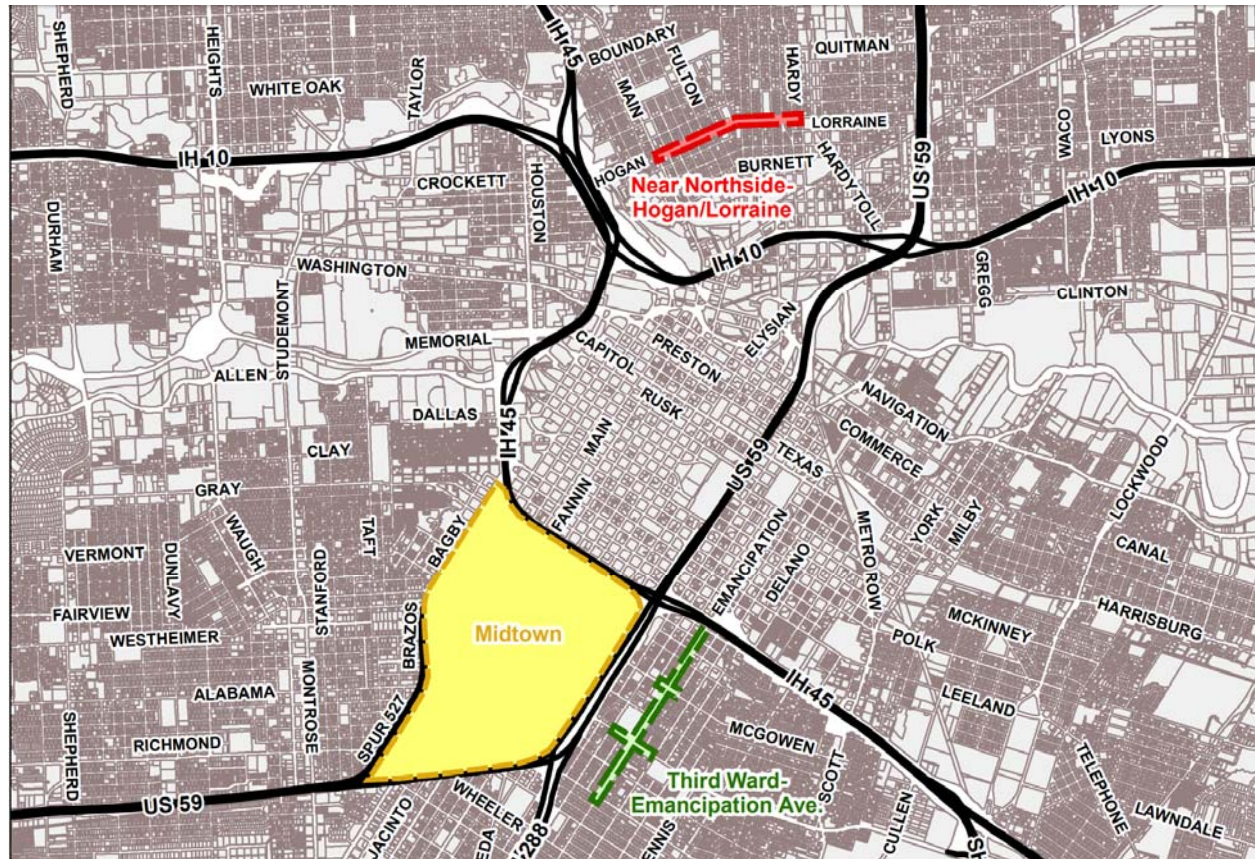 SHEPHERD
HEIGHTS
WHITE OAK
TAYLOR
IH 45
BOUNDARY
MAIN
FULTON
HARDY
QUITMAN
US 59
WACO
LYONS
IH 10
CROCKETT
HOUSTON
HOGAN
LORRAINE
BURNETT
Near Northside-
Hogan/Lorraine
HARDY TOLL
IH 10
DURHAM
WASHINGTON
STUDEMONT
IH 10
GREGG
CLINTON
MEMORIAL
ALLEN
CAPITOL
PRESTON
ELYSIAN
DALLAS
RUSK
NAVIGATION
COMMERCE
CLAY
IH 45
MAIN
US 59
TEXAS
LOCKWOOD
GRAY
BAGBY
FANNIN
VERMONT
DUNLAVY
WAUGH
STANFORD
TAFT
EMANCIPATION
DELANO
METRO ROW
YORK
MILBY
CANAL
FAIRVIEW
WESTHEIMER
BRAZOS
Midtown
POLK
MCKINNEY
HARRISBURG
ALABAMA
MONTROSE
IH 45
LEELAND
SHEPHERD
RICHMOND
SPUR 527
MCGOWEN
SCOTT
TELEPHONE
US 59
WHEELER
Third Ward-
Emancipation Ave.
CULLEN
LAWNDALE
JACINTO
EDA
288
ENNIS
SH